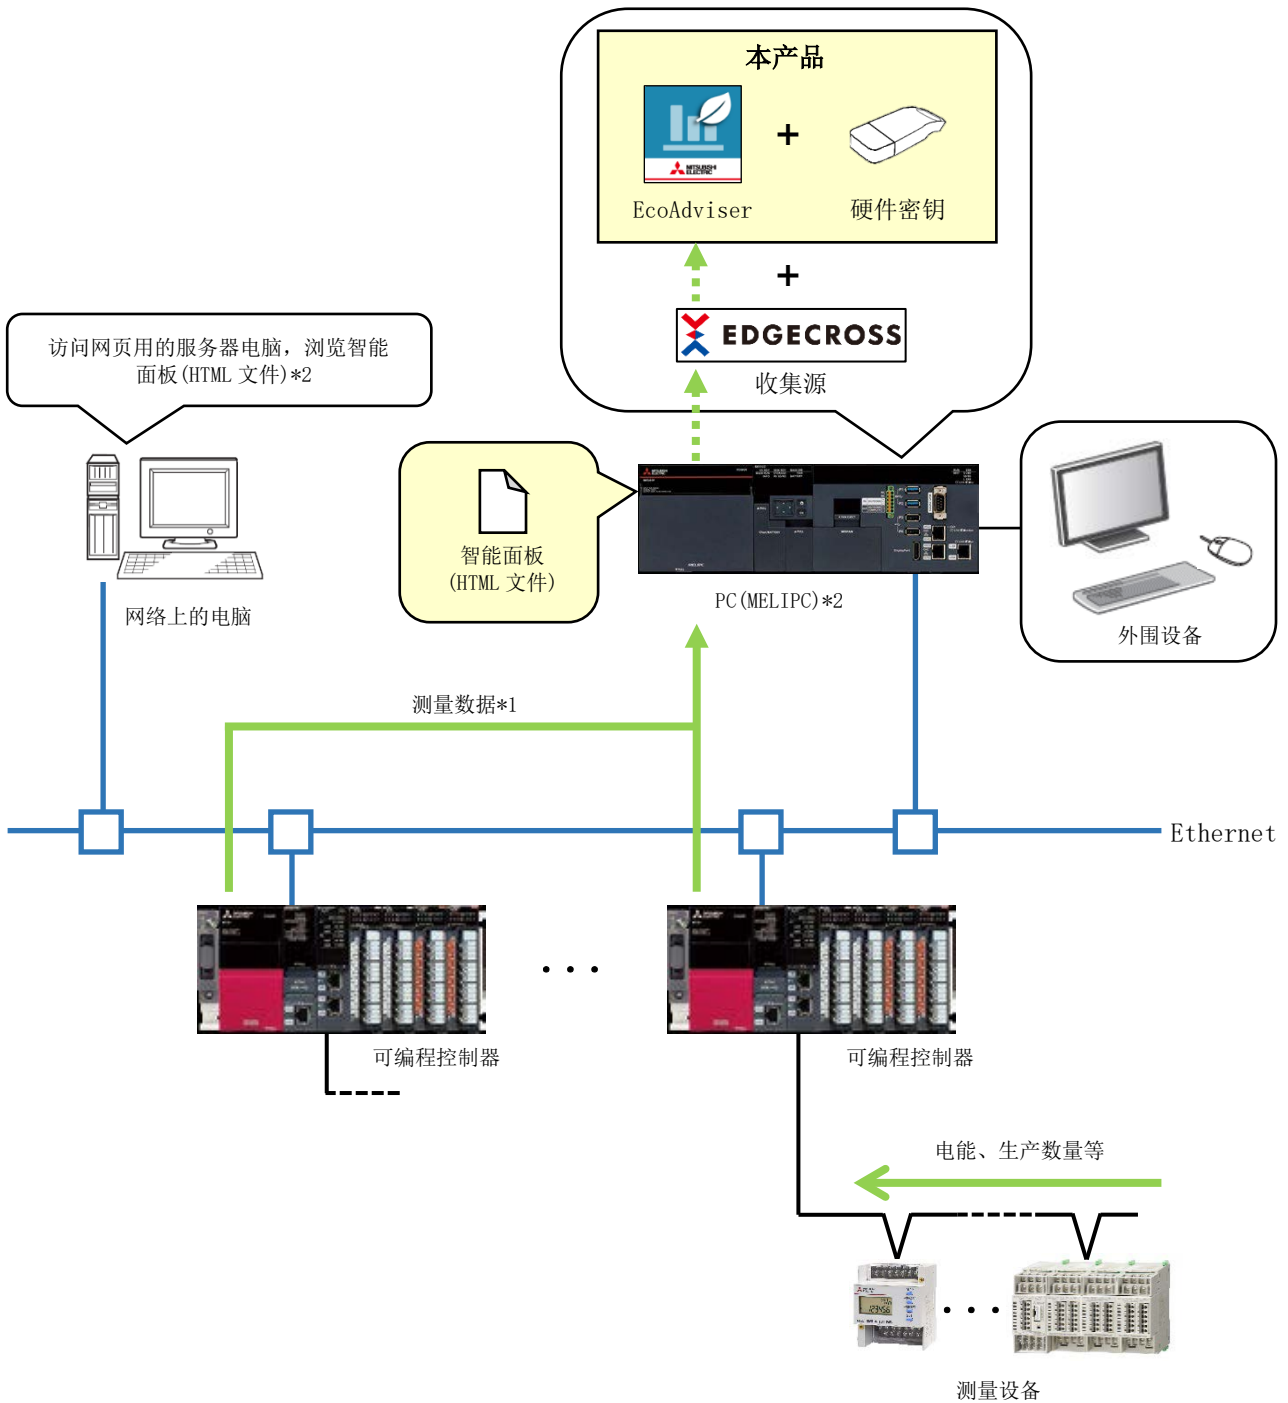 本产品
+
MITSUBISHI
ELECTRIC
EcoAdviser
硬件密钥
+
EDGECROSS
收集源
访问网页用的服务器电脑，浏览智能
面板(HTML 文件)*2
网络上的电脑
智能面板
(HTML 文件)
PC(MELIPC)*2
外围设备
测量数据*1
Ethernet
可编程控制器
···
可编程控制器
电能、生产数量等
123456
···
测量设备